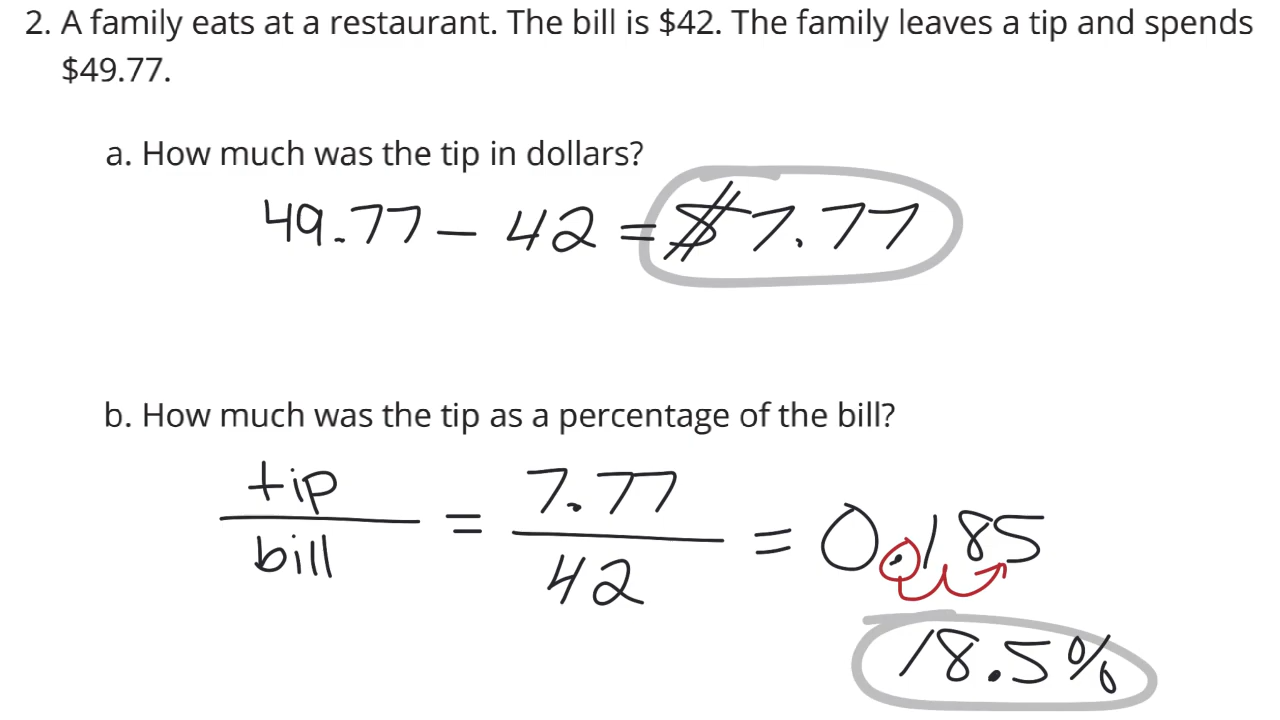 2. A family eats at a restaurant. The bill is $42. The family leaves a tip and spends
$49.77.
a. How much was the tip in dollars?
49.77 - 42 = $7.77
b. How much was the tip as a percentage of the bill?
tip/bill = 7.77/42 = 0.185
18.5%